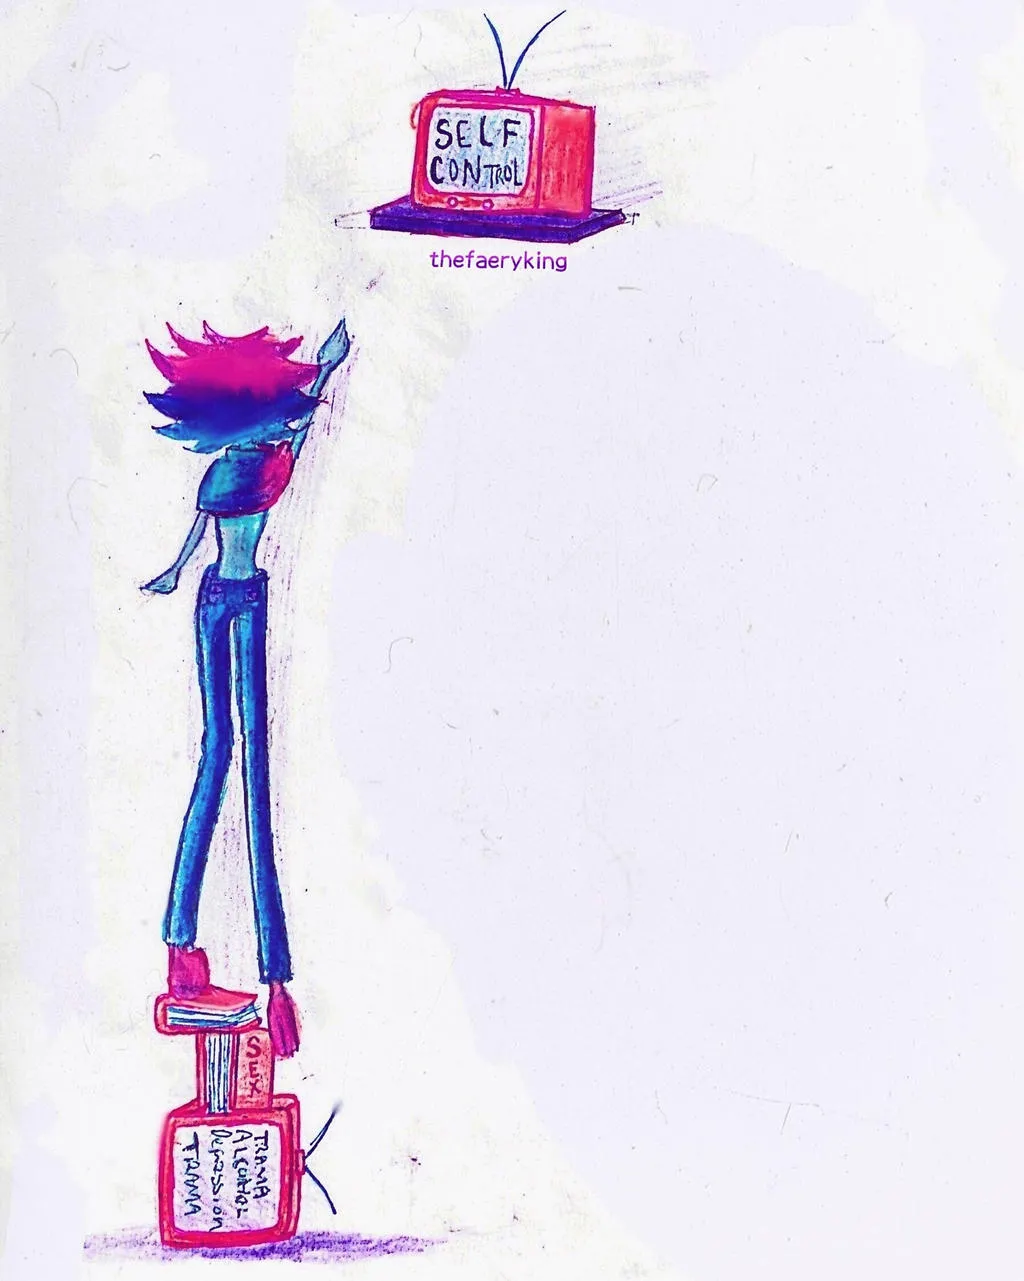 SELF
CONTROL
thefaeryking
SEX
TRAMA
ALCOHOL
Depression
TRAMA